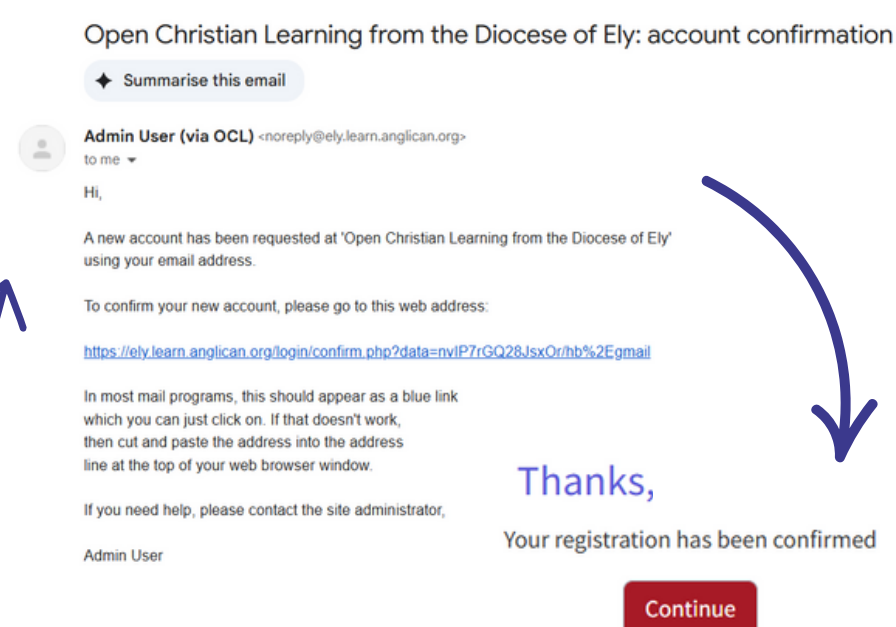 Open Christian Learning from the Diocese of Ely: account confirmation
Summarise this email
Admin User (via OCL) <noreply@ely.learn.anglican.org>
to me
Hi,
A new account has been requested at 'Open Christian Learning from the Diocese of Ely'
using your email address.
To confirm your new account, please go to this web address:
https://ely.learn.anglican.org/login/confirm.php?data=nvIP7rGQ28JsxOr/hb%2Egmail
In most mail programs, this should appear as a blue link
which you can just click on. If that doesn't work,
then cut and paste the address into the address
line at the top of your web browser window.
If you need help, please contact the site administrator,
Admin User
Thanks,
Your registration has been confirmed
Continue